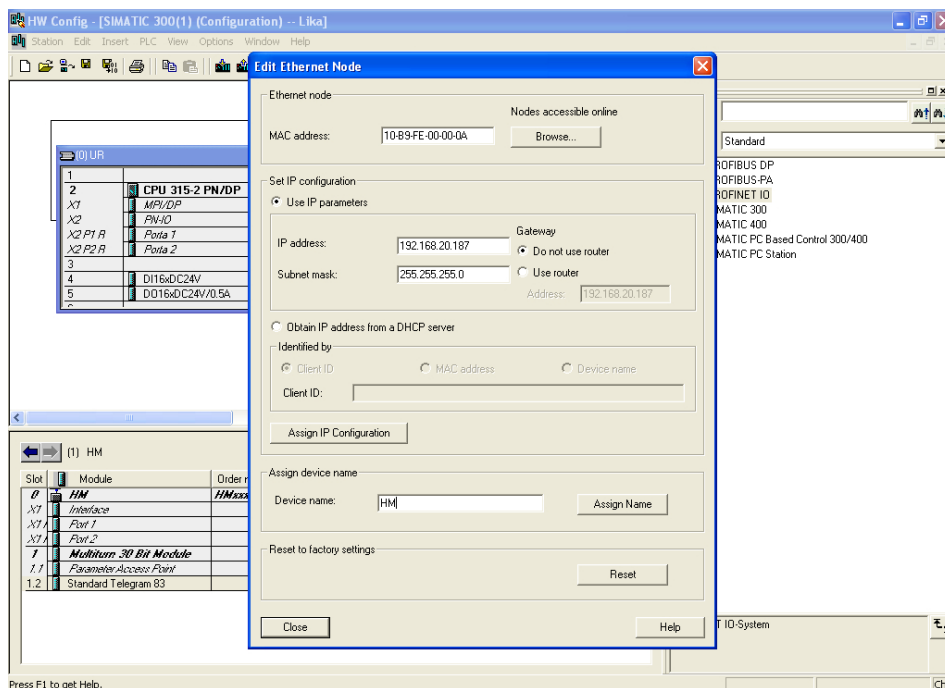 HW Config - [SIMATIC 300(1) (Configuration) -- Lika]
Station Edit Insert PLC View Options Window Help
Edit Ethernet Node
Ethernet node
Nodes accessible online
MAC address: 10-B9-FE-00-00-0A Browse...
Set IP configuration
Use IP parameters
Gateway
IP address: 192.168.20.187 Do not use router
Subnet mask: 255.255.255.0 Use router
Address: 192.168.20.187
Obtain IP address from a DHCP server
Identified by
Client ID MAC address Device name
Client ID:
Assign IP Configuration
Assign device name
Device name: HM Assign Name
Reset to factory settings
Reset
Close Help
(0) UR
1
2 CPU 315-2 PN/DP
X1 MPI/DP
X2 PN-IO
X2 P1 R Porta 1
X2 P2 R Porta 2
3
4 DI16xDC24V
5 DO16xDC24V/0.5A
Standard
ROFIBUS DP
ROFIBUS-PA
ROFINET IO
MATIC 300
MATIC 400
MATIC PC Based Control 300/400
MATIC PC Station
(1) HM
Slot Module Order
0 HM HMxxx
X1 Interface
X1 Port 1
X1 Port 2
1 Multiturn 30 Bit Module
1.1 Parameter Access Point
1.2 Standard Telegram 83
T IO-System
Press F1 to get Help.
Ch